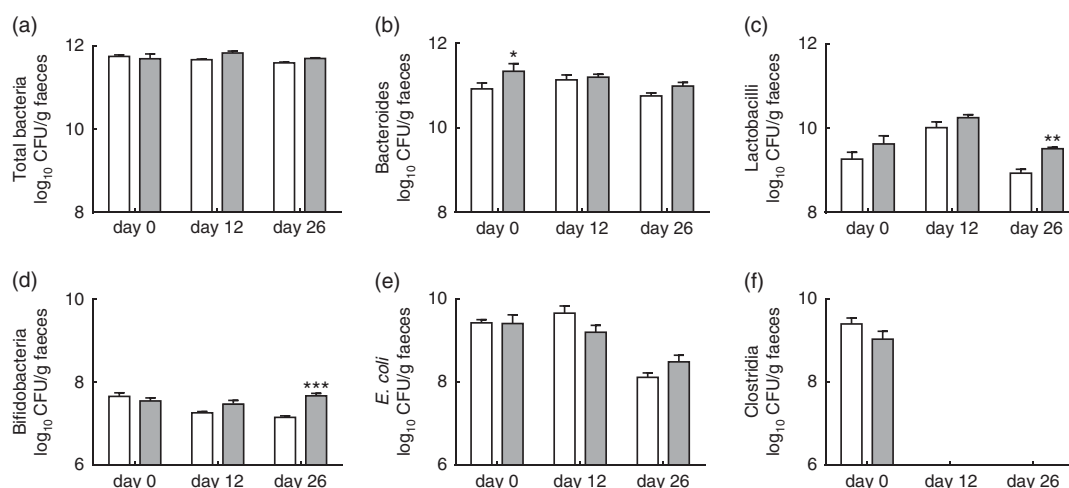 (a)
Total bacteria
log₁₀ CFU/g faeces
12
10
8
day 0 day 12 day 26
(b)
Bacteroides
log₁₀ CFU/g faeces
12
10
8
*
day 0 day 12 day 26
(c)
Lactobacilli
log₁₀ CFU/g faeces
12
10
8
**
day 0 day 12 day 26
(d)
Bifidobacteria
log₁₀ CFU/g faeces
10
8
6
***
day 0 day 12 day 26
(e)
E. coli
log₁₀ CFU/g faeces
10
8
6
day 0 day 12 day 26
(f)
Clostridia
log₁₀ CFU/g faeces
10
8
6
day 0 day 12 day 26